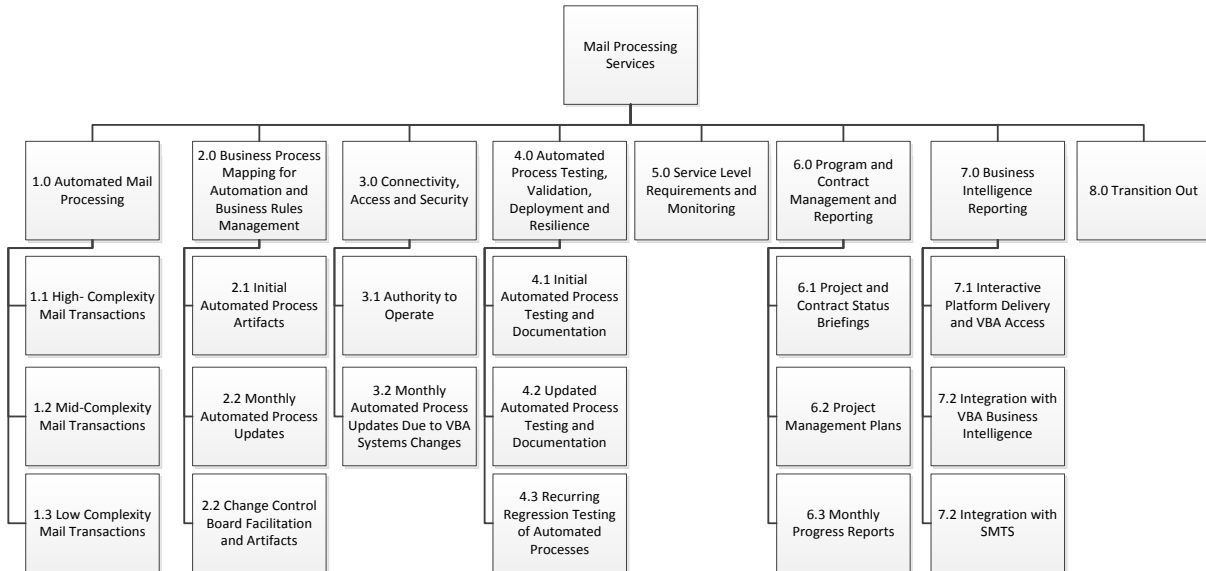 Mail Processing
Services
1.0 Automated Mail
Processing
2.0 Business Process
Mapping for
Automation and
Business Rules
Management
3.0 Connectivity,
Access and Security
4.0 Automated
Process Testing,
Validation,
Deployment and
Resilience
5.0 Service Level
Requirements and
Monitoring
6.0 Program and
Contract
Management and
Reporting
7.0 Business
Intelligence
Reporting
8.0 Transition Out
1.1 High- Complexity
Mail Transactions
2.1 Initial
Automated Process
Artifacts
3.1 Authority to
Operate
4.1 Initial
Automated Process
Testing and
Documentation
6.1 Project and
Contract Status
Briefings
7.1 Interactive
Platform Delivery
and VBA Access
1.2 Mid-Complexity
Mail Transactions
2.2 Monthly
Automated Process
Updates
3.2 Monthly
Automated Process
Updates Due to VBA
Systems Changes
4.2 Updated
Automated Process
Testing and
Documentation
6.2 Project
Management Plans
7.2 Integration with
VBA Business
Intelligence
1.3 Low Complexity
Mail Transactions
2.2 Change Control
Board Facilitation
and Artifacts
4.3 Recurring
Regression Testing
of Automated
Processes
6.3 Monthly
Progress Reports
7.2 Integration with
SMTS